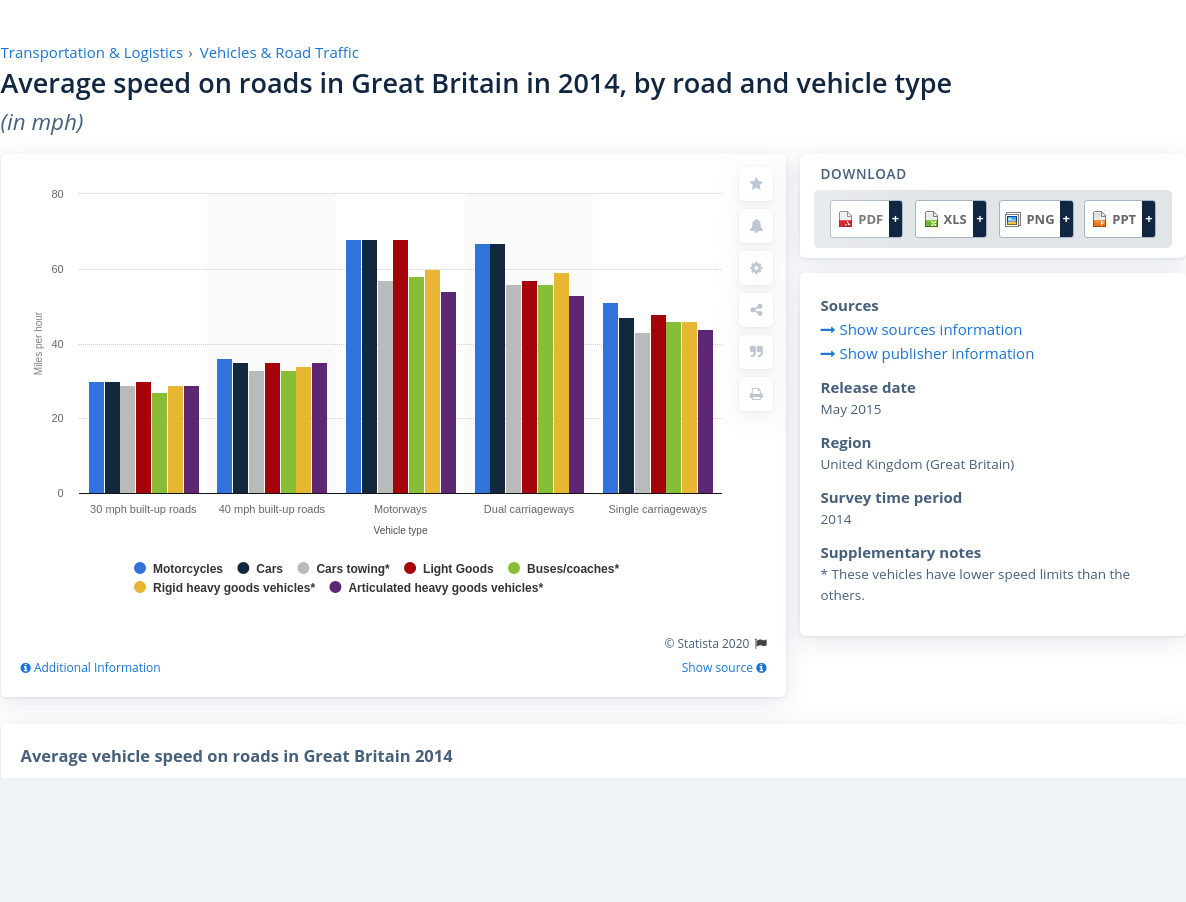 Transportation & Logistics › Vehicles & Road Traffic
Average speed on roads in Great Britain in 2014, by road and vehicle type
(in mph)
80
60
40
20
0
Miles per hour
30 mph built-up roads 40 mph built-up roads Motorways Dual carriageways Single carriageways
Vehicle type
Motorcycles Cars Cars towing* Light Goods Buses/coaches*
Rigid heavy goods vehicles* Articulated heavy goods vehicles*
© Statista 2020
Additional Information Show source
DOWNLOAD
PDF + XLS + PNG + PPT +
Sources
Show sources information
Show publisher information
Release date
May 2015
Region
United Kingdom (Great Britain)
Survey time period
2014
Supplementary notes
* These vehicles have lower speed limits than the
others.
Average vehicle speed on roads in Great Britain 2014